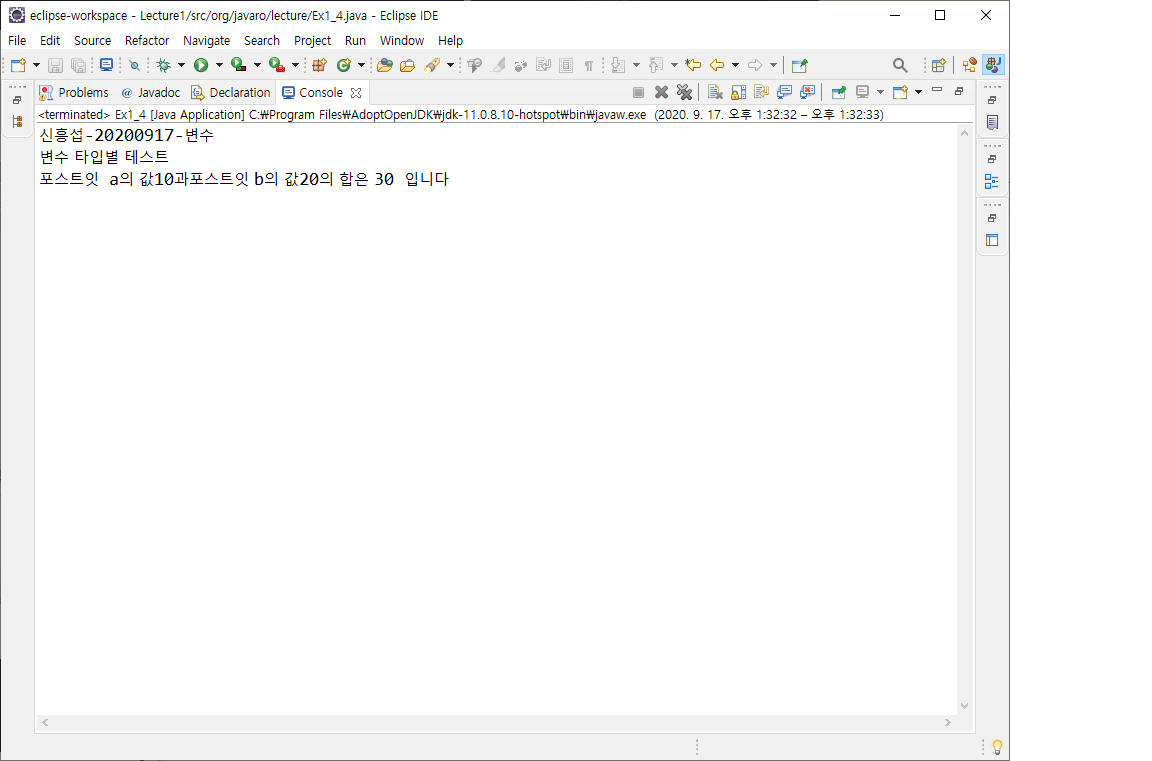 eclipse-workspace - Lecture1/src/org/javaro/lecture/Ex1_4.java - Eclipse IDE
File Edit Source Refactor Navigate Search Project Run Window Help
Problems @ Javadoc Declaration Console
<terminated> Ex1_4 [Java Application] C:₩Program Files₩AdoptOpenJDK₩jdk-11.0.8.10-hotspot₩bin₩javaw.exe (2020. 9. 17. 오후 1:32:32 – 오후 1:32:33)
신흥섭-20200917-변수
변수 타입별 테스트
포스트잇 a의 값10과포스트잇 b의 값20의 합은 30 입니다